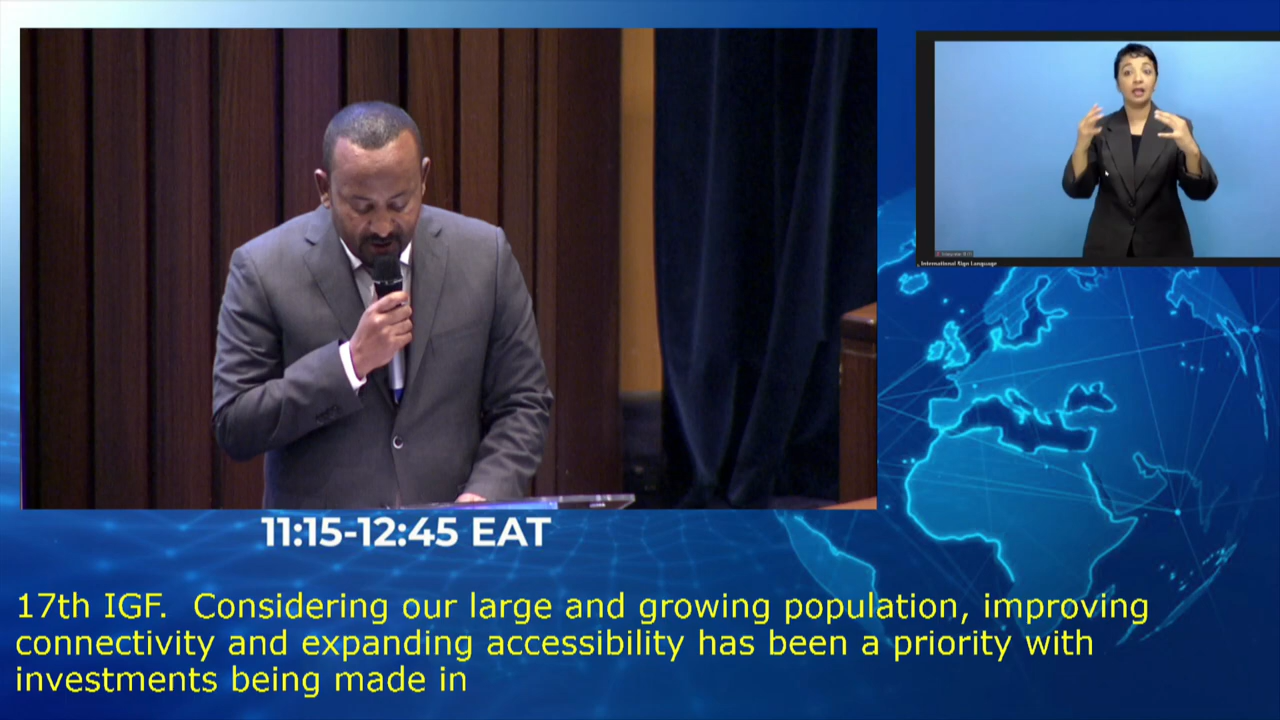 International Sign Language
11:15-12:45 EAT
17th IGF.  Considering our large and growing population, improving
connectivity and expanding accessibility has been a priority with
investments being made in